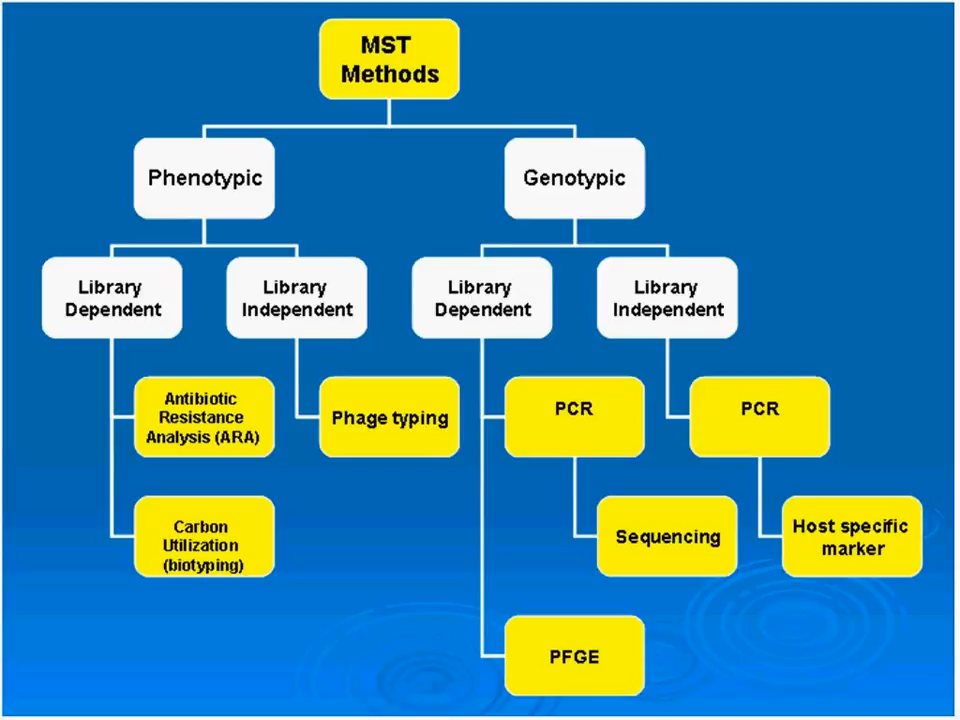 MST
Methods
Phenotypic
Genotypic
Library
Dependent
Library
Independent
Library
Dependent
Library
Independent
Antibiotic
Resistance
Analysis (ARA)
Phage typing
PCR
PCR
Carbon
Utilization
(biotyping)
Sequencing
Host specific
marker
PFGE